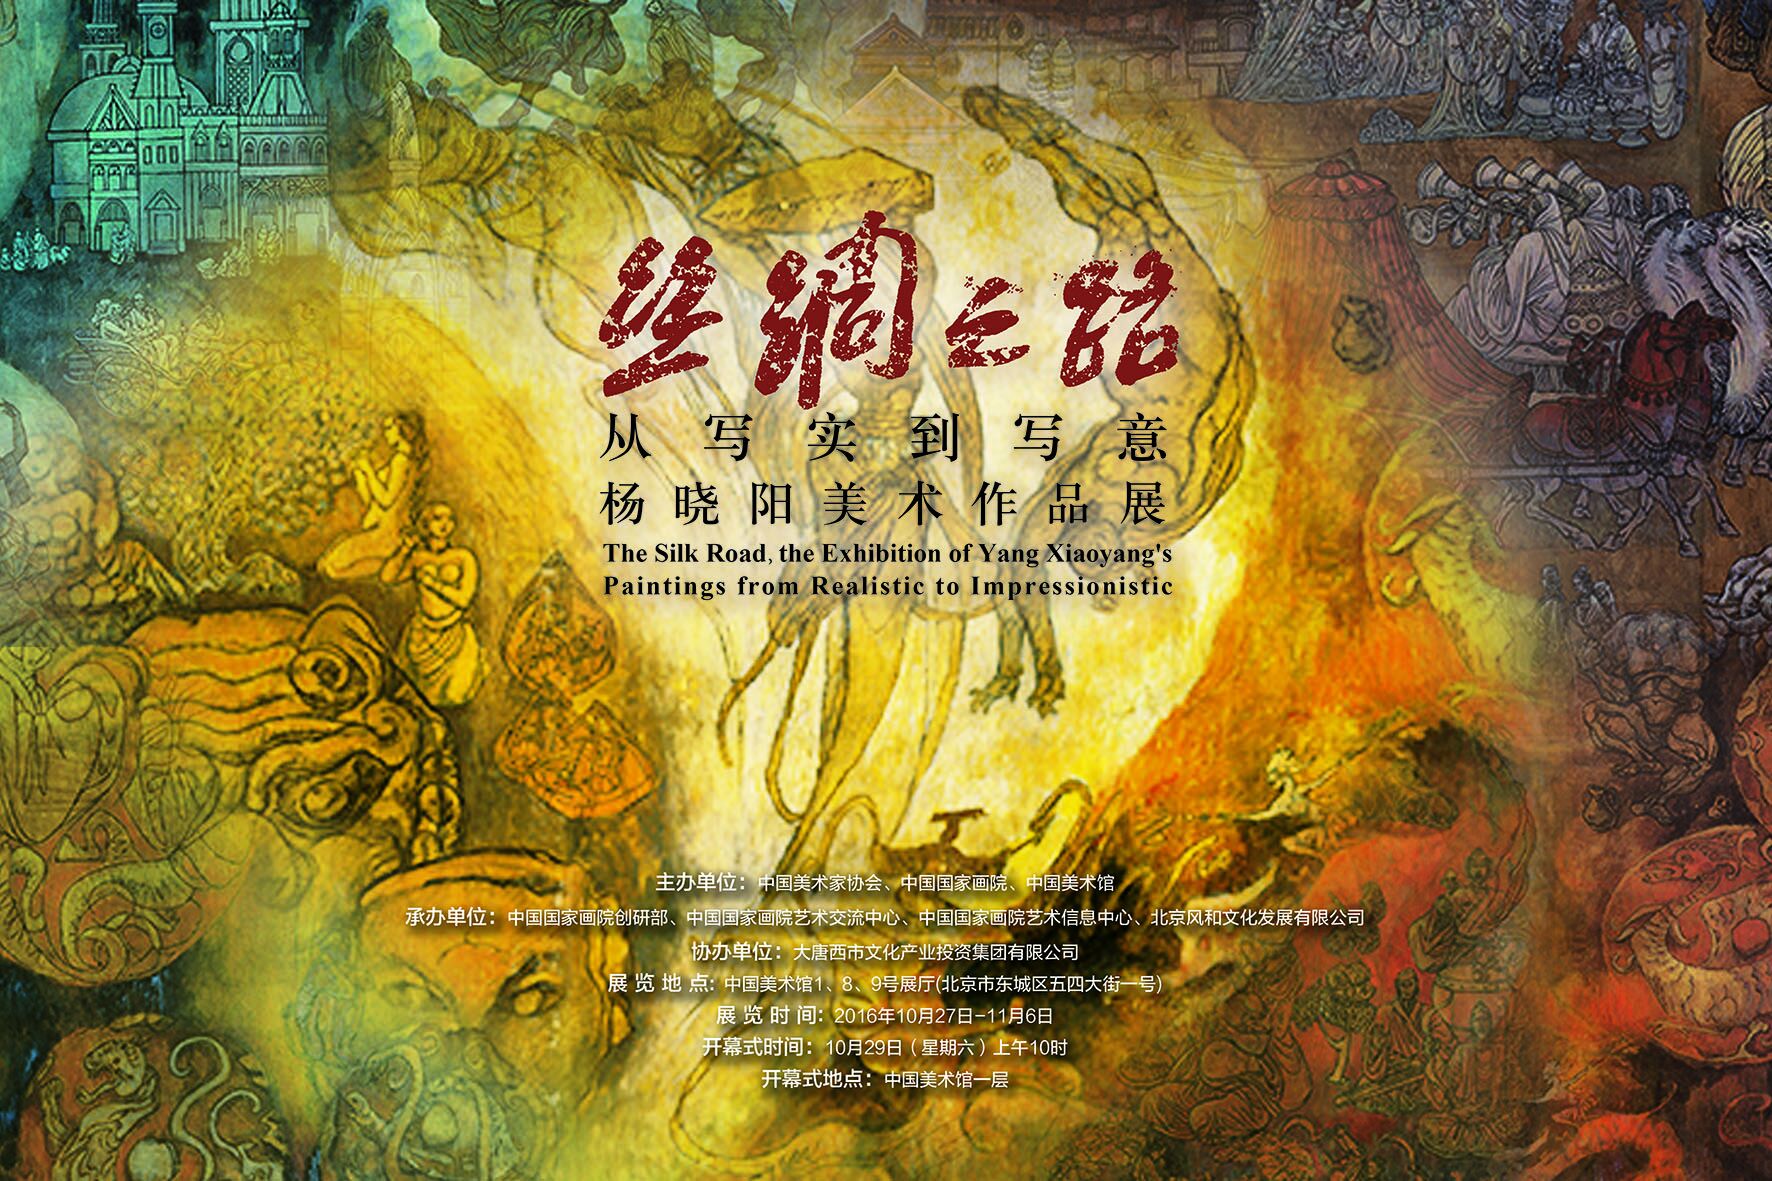 丝绸之路
从写实到写意
杨晓阳美术作品展
The Silk Road, the Exhibition of Yang Xiaoyang's
Paintings from Realistic to Impressionistic
主办单位：中国美术家协会、中国国家画院、中国美术馆
承办单位：中国国家画院创研部、中国国家画院艺术交流中心、中国国家画院艺术信息中心、北京风和文化发展有限公司
协办单位：大唐西市文化产业投资集团有限公司
展览地点：中国美术馆1、8、9号展厅(北京市东城区五四大街一号)
展览时间：2016年10月27日-11月6日
开幕式时间：10月29日（星期六）上午10时
开幕式地点：中国美术馆一层